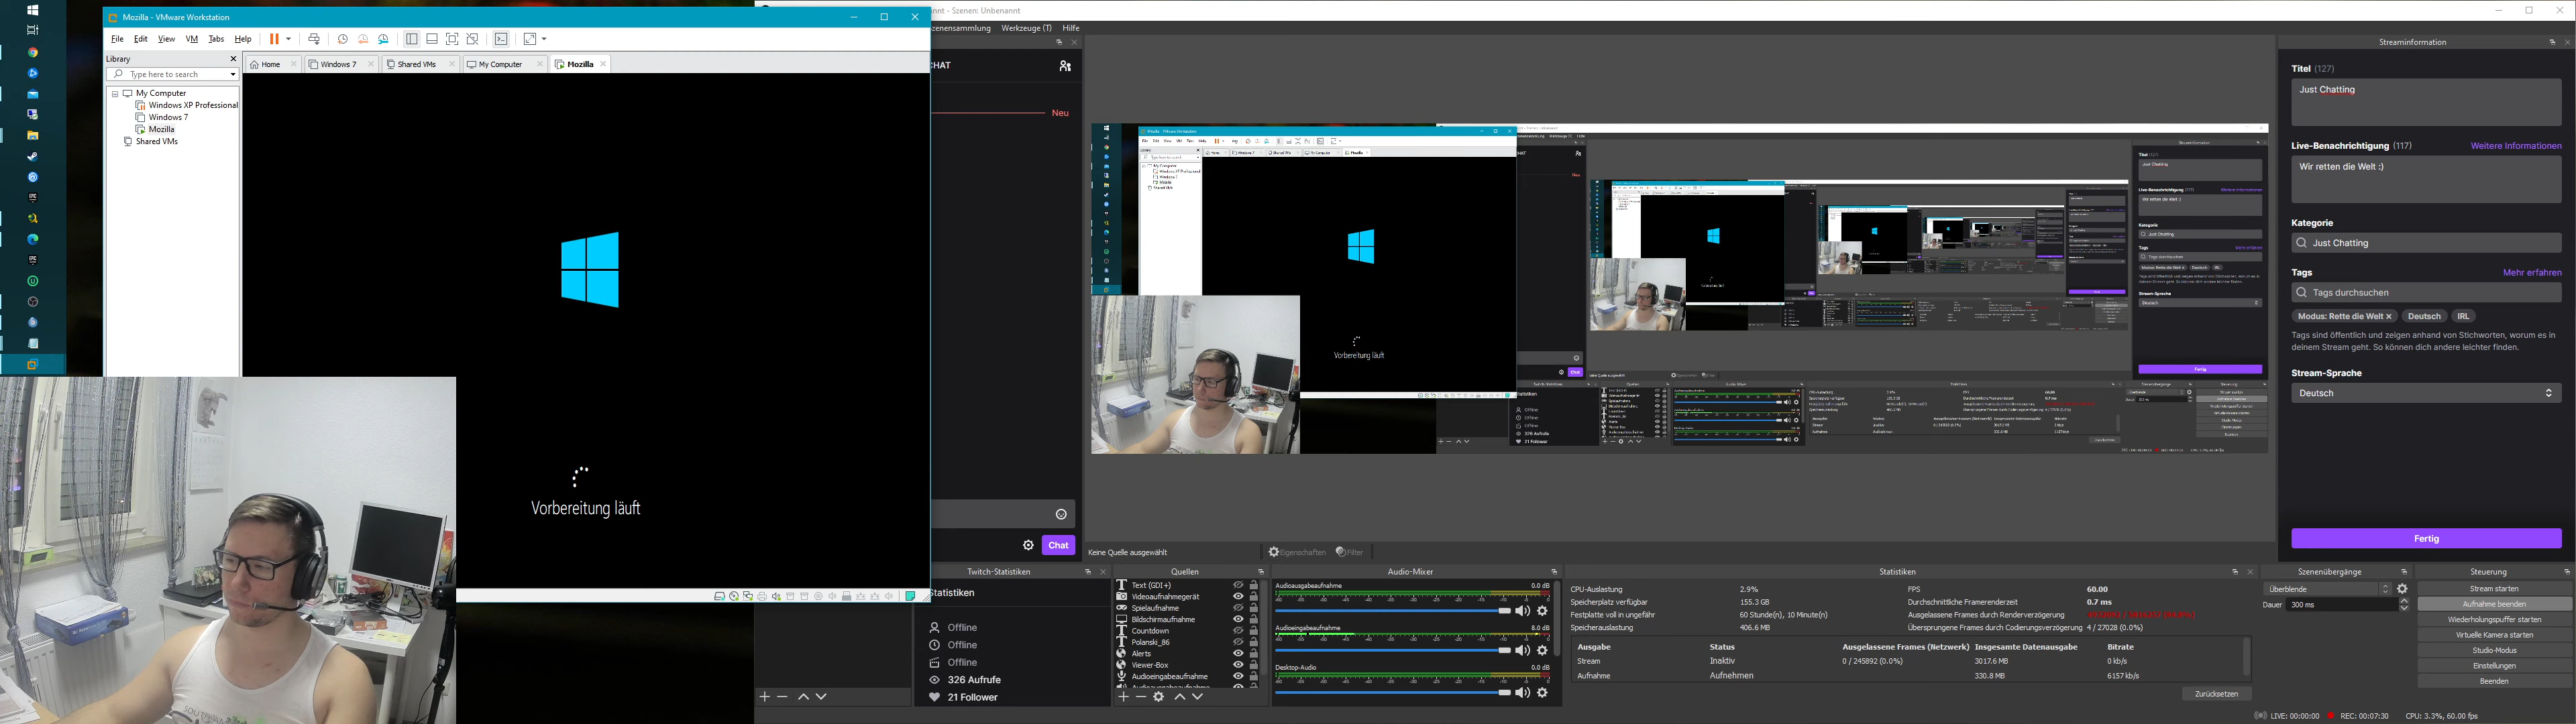 Mozilla - VMware Workstation
nnt - Szenen: Unbenannt
File Edit View VM Tabs Help
zenensammlung Werkzeuge (T) Hilfe
Library
Type here to search
My Computer
Windows XP Professional
Windows 7
Mozilla
Shared VMs
Home
Windows 7
Shared VMs
My Computer
Mozilla
Vorbereitung läuft
CHAT
Neu
Chat
Keine Quelle ausgewählt
Eigenschaften
Filter
Streaminformation
Titel (127)
Just Chatting
Live-Benachrichtigung (117)
Weitere Informationen
Wir retten die Welt :)
Kategorie
Just Chatting
Tags
Mehr erfahren
Tags durchsuchen
Modus: Rette die Welt
Deutsch
IRL
Tags sind öffentlich und zeigen anhand von Stichworten, worum es in
deinem Stream geht. So können dich andere leichter finden.
Stream-Sprache
Deutsch
Fertig
Twitch-Statistiken
Statistiken
Offline
Offline
Offline
326 Aufrufe
21 Follower
Quellen
Text (GDI+)
Videoaufnahmegerät
Spielaufnahme
Bildschirmaufnahme
Countdown
Polanski_86
Alerts
Viewer-Box
Audioeingabeaufnahme
Audio-Mixer
Audioausgabeaufnahme
0.0 dB
Audioeingabeaufnahme
8.0 dB
Desktop-Audio
0.0 dB
Statistiken
CPU-Auslastung 2.9%
Speicherplatz verfügbar 155.3 GB
Festplatte voll in ungefähr 60 Stunde(n), 10 Minute(n)
Speicherauslastung 406.6 MB
FPS 60.00
Durchschnittliche Framerenderzeit 0.7 ms
Ausgelassene Frames durch Renderverzögerung
Übersprungene Frames durch Codierungsverzögerung 4 / 27028 (0.0%)
Ausgabe Status Ausgelassene Frames (Netzwerk) Insgesamte Datenausgabe Bitrate
Stream Inaktiv 0 / 245892 (0.0%) 3017.6 MB 0 kb/s
Aufnahme Aufnehmen 330.8 MB 6157 kb/s
Zurücksetzen
Szenenübergänge
Überblende
Dauer 300 ms
Steuerung
Stream starten
Aufnahme beenden
Wiederholungspuffer starten
Virtuelle Kamera starten
Studio-Modus
Einstellungen
Beenden
LIVE: 00:00:00 REC: 00:07:30 CPU: 3.3%, 60.00 fps